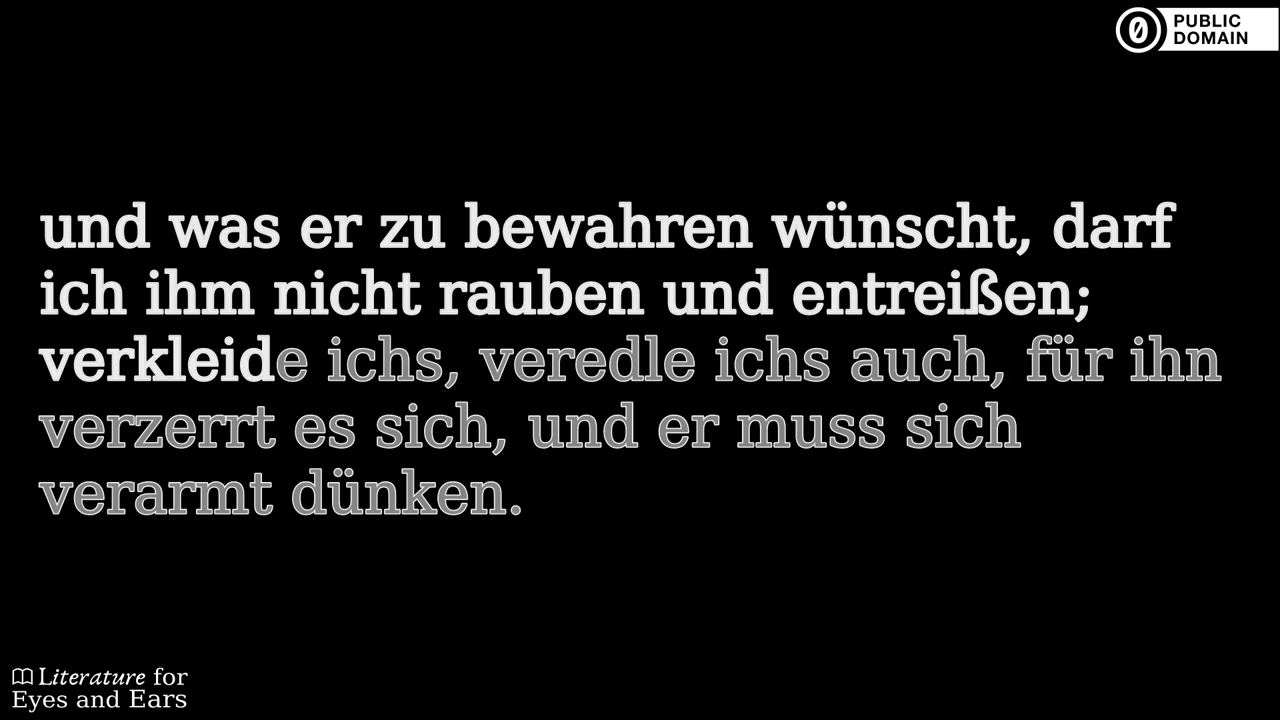 PUBLIC
DOMAIN
und was er zu bewahren wünscht, darf
ich ihm nicht rauben und entreißen;
verkleide ichs, veredle ichs auch, für ihn
verzerrt es sich, und er muss sich
verarmt dünken.
Literature for
Eyes and Ears